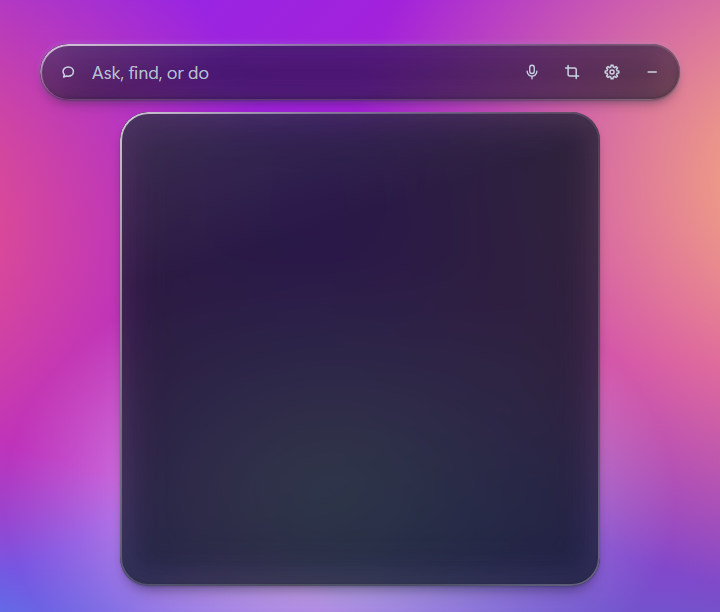 Ask, find, or do